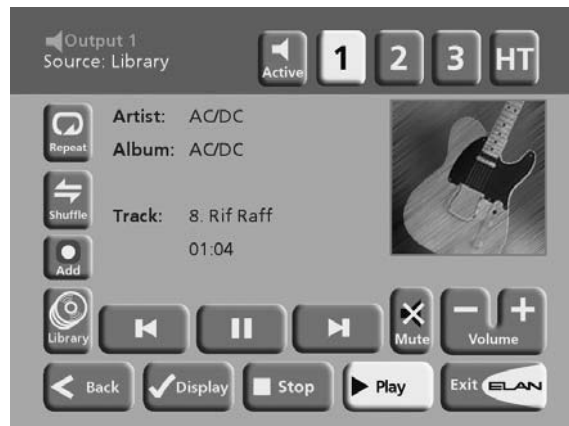 Output 1
Source: Library
Active
1
2
3
HT
Repeat
Artist: AC/DC
Album: AC/DC
Shuffle
Track: 8. Rif Raff
01:04
Add
Library
Mute
Volume
Back
Display
Stop
Play
Exit ELAN